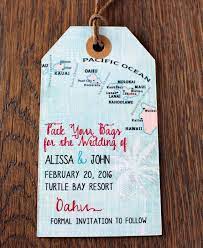 PACIFIC OCEAN
KAUAI
OAHU
MOLOKAI
MAUI
LANAI
KAHOOLAWE
HAWAII
Pack Your Bags
for the Wedding of
ALISSA & JOHN
FEBRUARY 20, 2016
TURTLE BAY RESORT
Oahu
FORMAL INVITATION TO FOLLOW